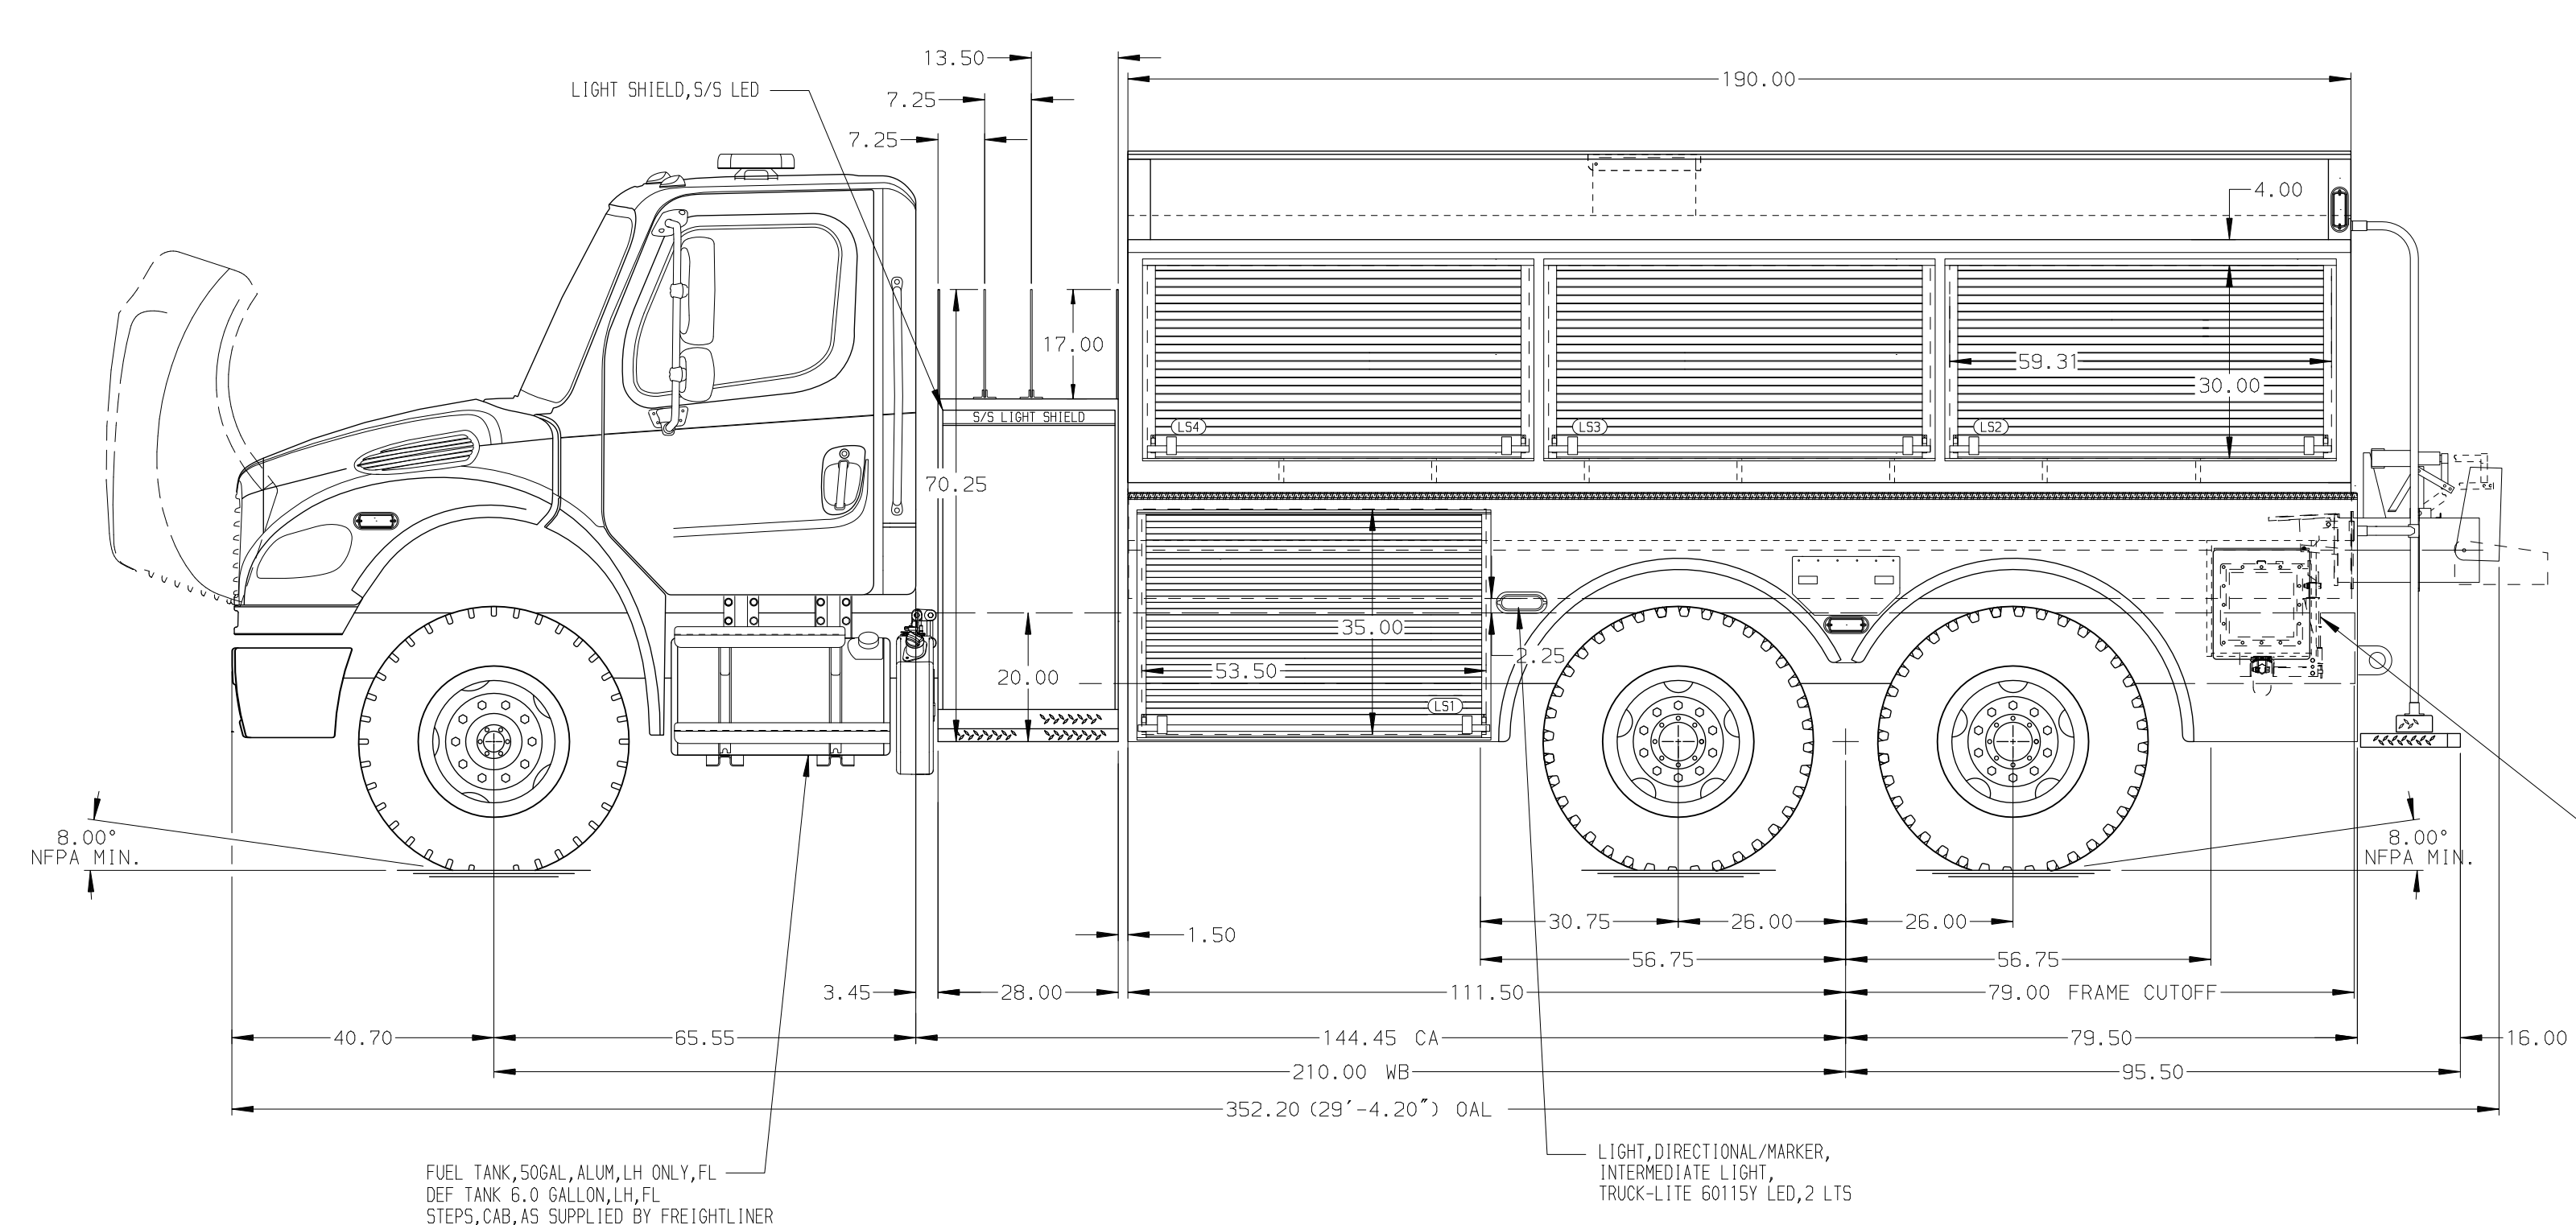 13.50
LIGHT SHIELD,S/S LED
190.00
7.25
7.25
4.00
17.00
59.31
30.00
S/S LIGHT SHIELD
LS4
LS3
LS2
70.25
35.00
2.25
53.50
20.00
LS1
8.00°
NFPA MIN.
8.00°
NFPA MIN.
30.75
26.00
26.00
1.50
56.75
56.75
3.45
28.00
111.50
79.00 FRAME CUTOFF
40.70
65.55
144.45 CA
79.50
16.00
210.00 WB
95.50
352.20 (29'-4.20") OAL
LIGHT,DIRECTIONAL/MARKER,
INTERMEDIATE LIGHT,
TRUCK-LITE 60115Y LED,2 LTS
FUEL TANK,50GAL,ALUM,LH ONLY,FL
DEF TANK 6.0 GALLON,LH,FL
STEPS,CAB,AS SUPPLIED BY FREIGHTLINER